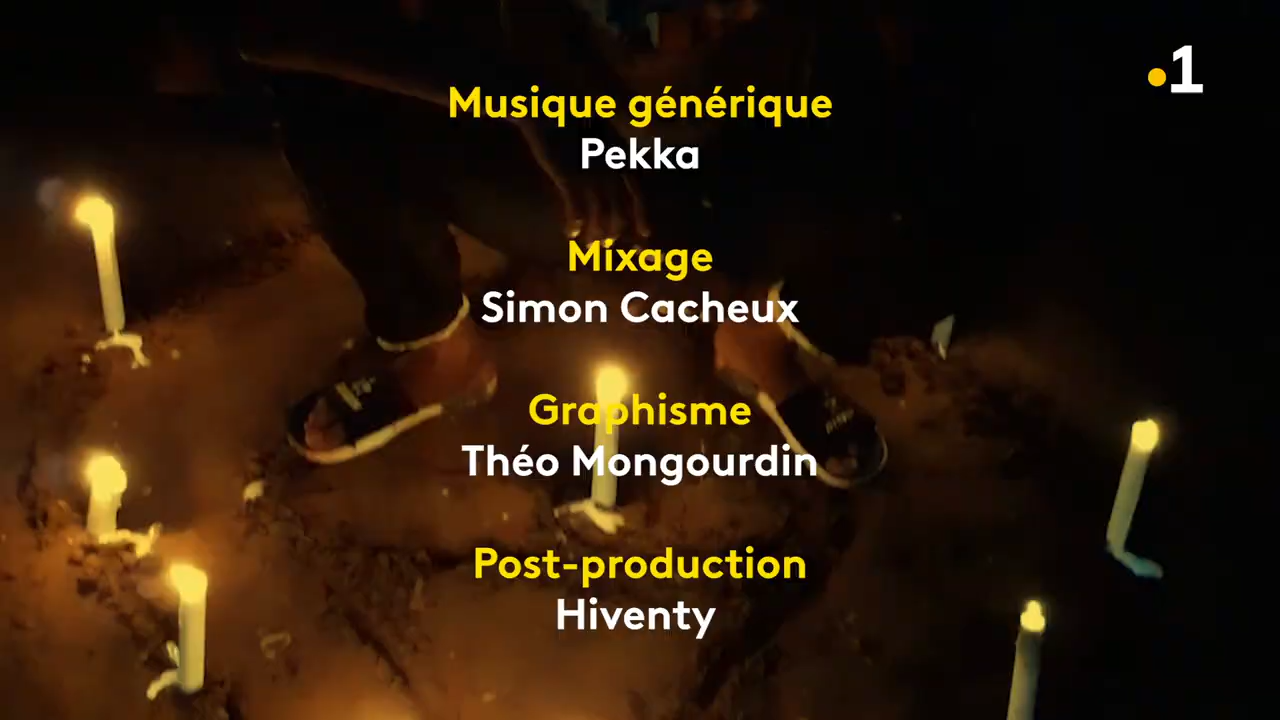 1
Musique générique
Pekka
Mixage
Simon Cacheux
Graphisme
Théo Mongourdin
Post-production
Hiventy